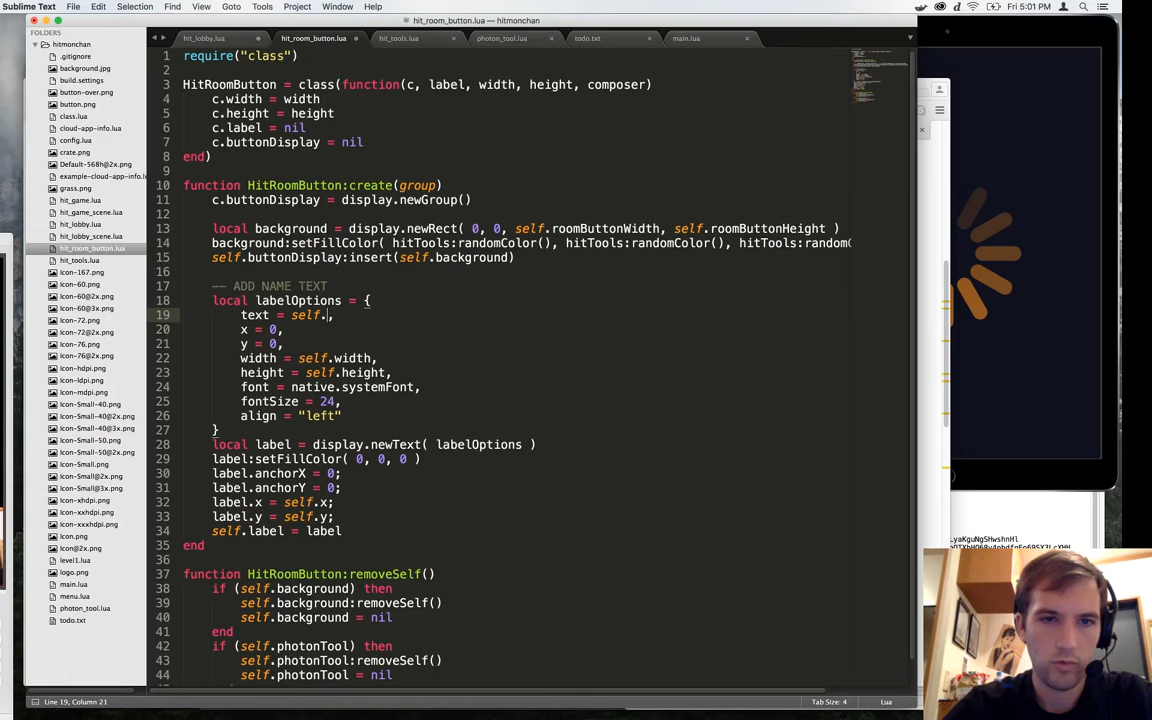 Sublime Text File Edit Selection Find View Goto Tools Project Window Help
Fri 5:01 PM
hit_room_button.lua — hitmonchan
FOLDERS
hitmonchan
.gitignore
background.jpg
build.settings
button-over.png
button.png
class.lua
cloud-app-info.lua
config.lua
crate.png
Default-568h@2x.png
example-cloud-app-info.lua
grass.png
hit_game.lua
hit_game_scene.lua
hit_lobby.lua
hit_lobby_scene.lua
hit_room_button.lua
hit_tools.lua
Icon-167.png
Icon-60.png
Icon-60@2x.png
Icon-60@3x.png
Icon-72.png
Icon-72@2x.png
Icon-76.png
Icon-76@2x.png
Icon-hdpi.png
Icon-ldpi.png
Icon-mdpi.png
Icon-Small-40.png
Icon-Small-40@2x.png
Icon-Small-40@3x.png
Icon-Small-50.png
Icon-Small-50@2x.png
Icon-Small.png
Icon-Small@2x.png
Icon-Small@3x.png
Icon-xhdpi.png
Icon-xxhdpi.png
Icon-xxxhdpi.png
Icon.png
Icon@2x.png
level1.lua
logo.png
main.lua
menu.lua
photon_tool.lua
todo.txt
hit_lobby.lua hit_room_button.lua hit_tools.lua photon_tool.lua todo.txt main.lua
1 require("class")
2
3 HitRoomButton = class(function(c, label, width, height, composer)
4 c.width = width
5 c.height = height
6 c.label = nil
7 c.buttonDisplay = nil
8 end)
9
10 function HitRoomButton:create(group)
11 c.buttonDisplay = display.newGroup()
12
13 local background = display.newRect( 0, 0, self.roomButtonWidth, self.roomButtonHeight )
14 background:setFillColor( hitTools:randomColor(), hitTools:randomColor(), hitTools:randomC
15 self.buttonDisplay:insert(self.background)
16
17 -- ADD NAME TEXT
18 local labelOptions = {
19 text = self.,
20 x = 0,
21 y = 0,
22 width = self.width,
23 height = self.height,
24 font = native.systemFont,
25 fontSize = 24,
26 align = "left"
27 }
28 local label = display.newText( labelOptions )
29 label:setFillColor( 0, 0, 0 )
30 label.anchorX = 0;
31 label.anchorY = 0;
32 label.x = self.x;
33 label.y = self.y;
34 self.label = label
35 end
36
37 function HitRoomButton:removeSelf()
38 if (self.background) then
39 self.background:removeSelf()
40 self.background = nil
41 end
42 if (self.photonTool) then
43 self.photonTool:removeSelf()
44 self.photonTool = nil
Line 19, Column 21
Tab Size: 4
Lua